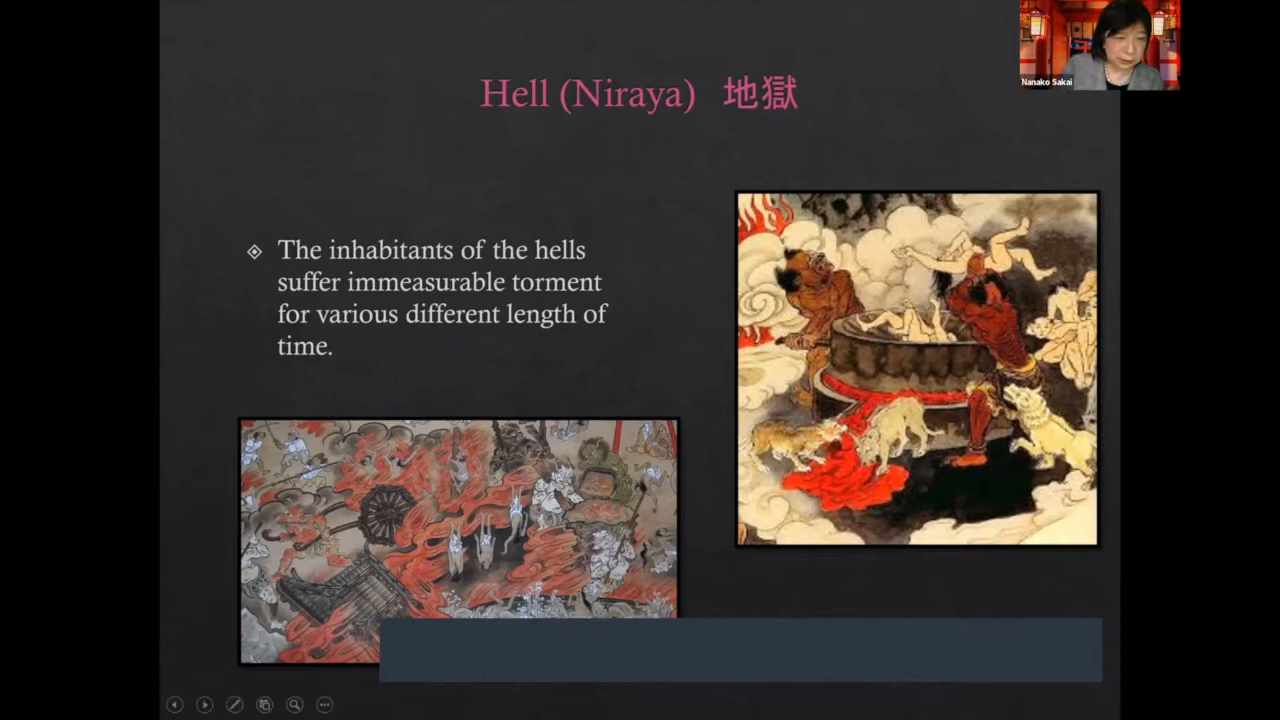 Nanako Sakai
Hell (Niraya) 地獄
The inhabitants of the hells
suffer immeasurable torment
for various different length of
time.